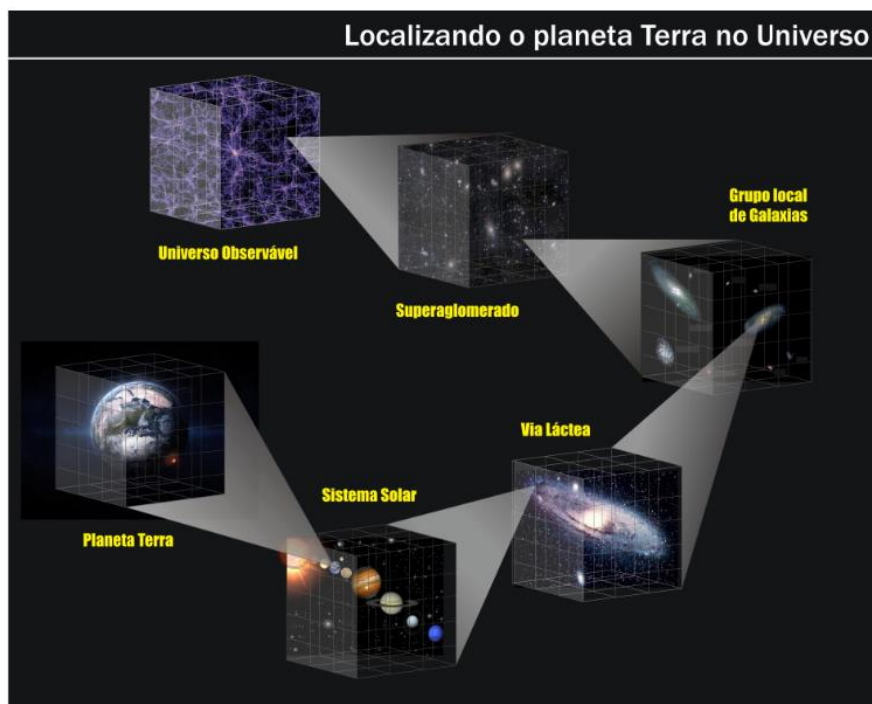 Localizando o planeta Terra no Universo
Universo Observável
Superaglomerado
Grupo local
de Galaxias
Via Láctea
Sistema Solar
Planeta Terra